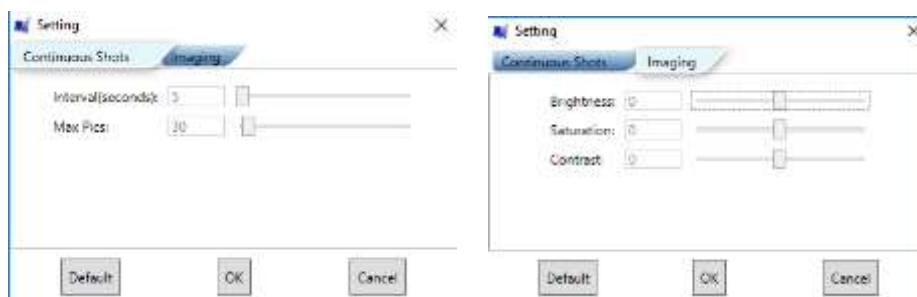 Setting
Continuous Shots Imaging
Interval(seconds):
Max Pics: 30
Default OK Cancel
Setting
Continuous Shots Imaging
Brightness: 0
Saturation: 0
Contrast: 0
Default OK Cancel